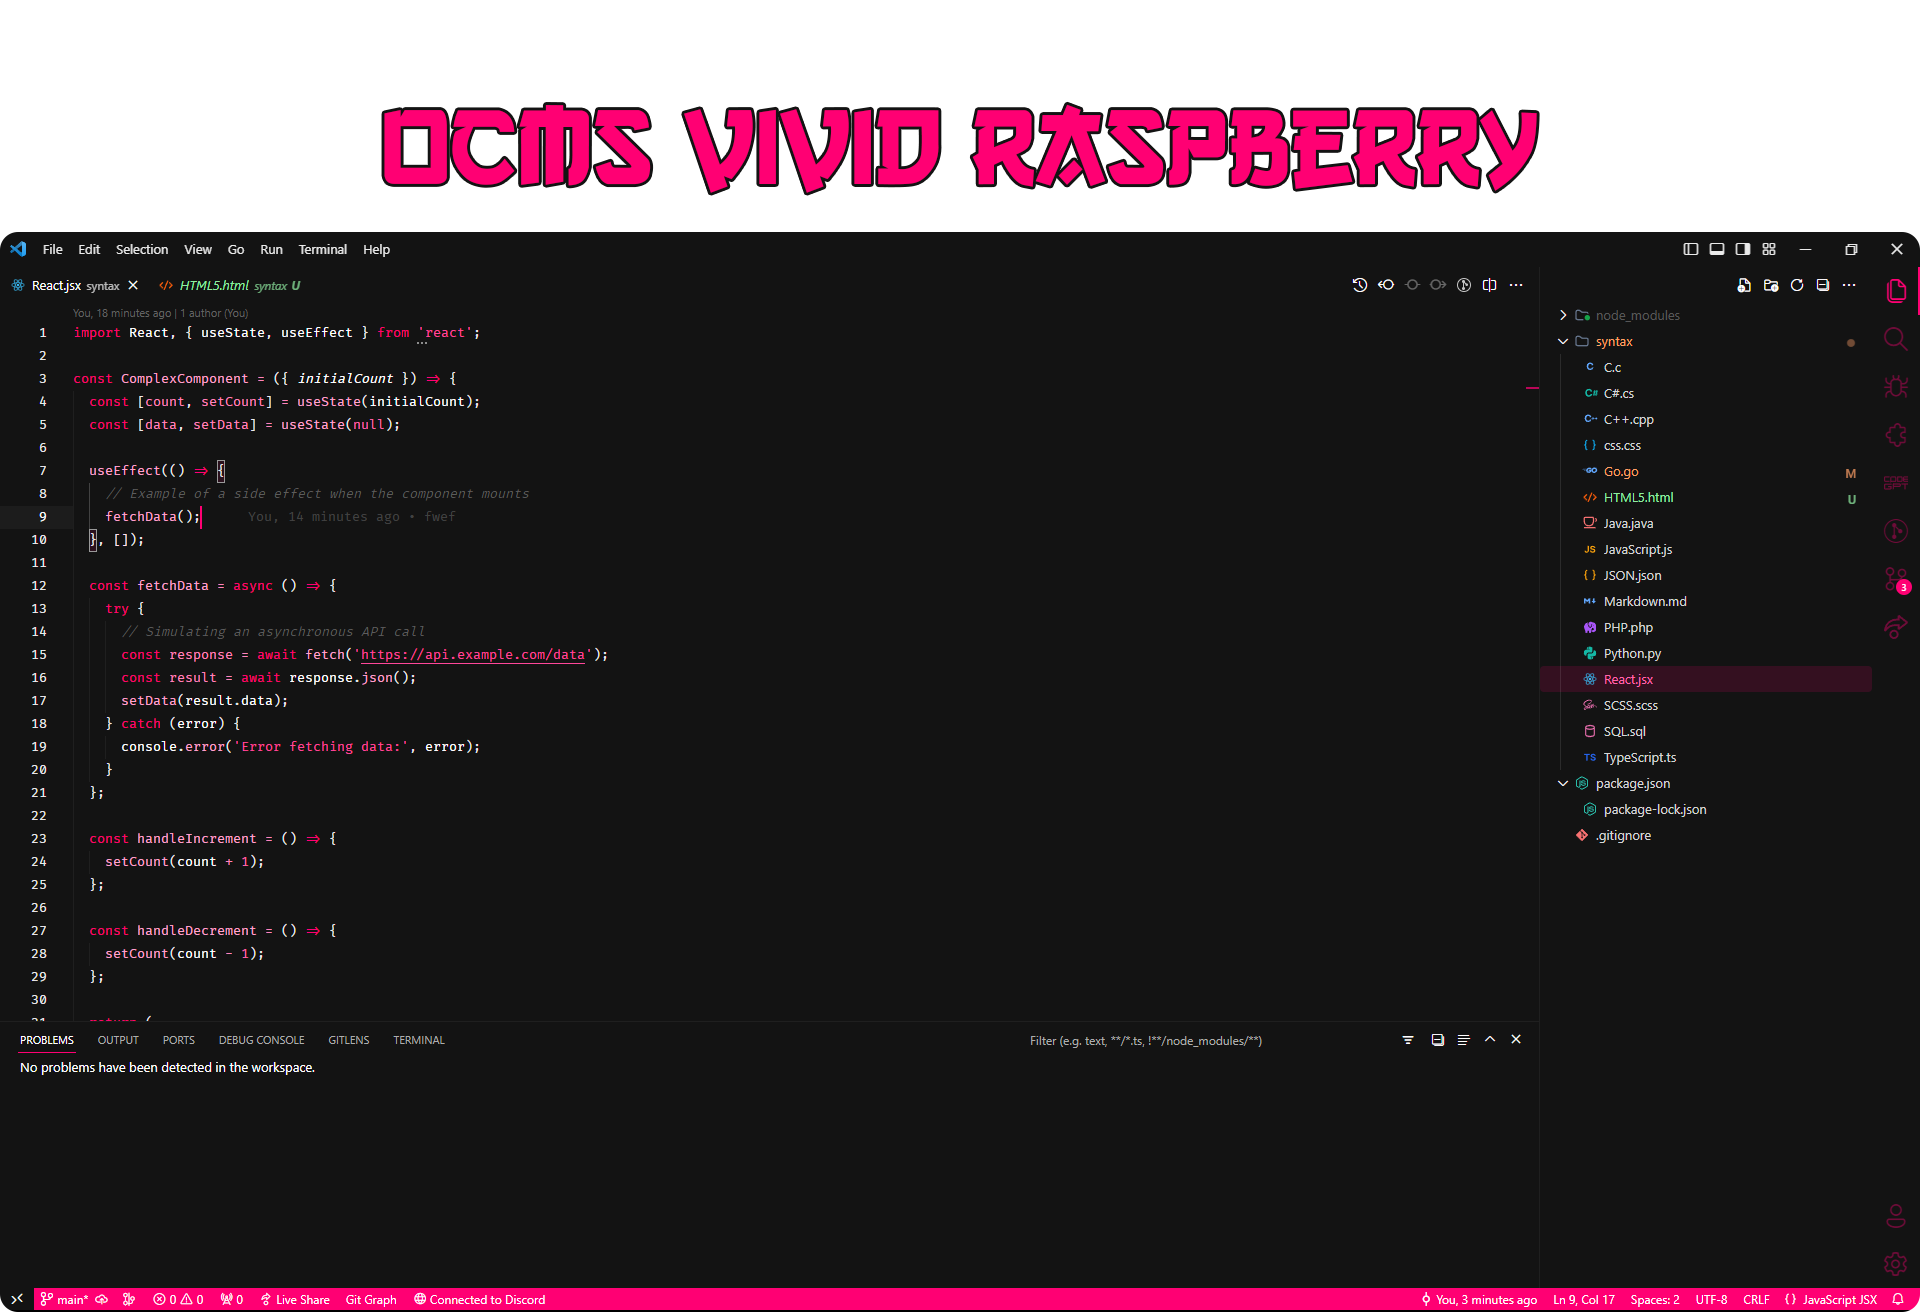 OCMS VIVID RASPBERRY
File Edit Selection View Go Run Terminal Help
React.jsx syntax HTML5.html syntax U
You, 18 minutes ago | 1 author (You)
1 import React, { useState, useEffect } from 'react';
2
3 const ComplexComponent = ({ initialCount }) => {
4 const [count, setCount] = useState(initialCount);
5 const [data, setData] = useState(null);
6
7 useEffect(() => {
8 // Example of a side effect when the component mounts
9 fetchData(); You, 14 minutes ago • fwef
10 }, []);
11
12 const fetchData = async () => {
13 try {
14 // Simulating an asynchronous API call
15 const response = await fetch('https://api.example.com/data');
16 const result = await response.json();
17 setData(result.data);
18 } catch (error) {
19 console.error('Error fetching data:', error);
20 }
21 };
22
23 const handleIncrement = () => {
24 setCount(count + 1);
25 };
26
27 const handleDecrement = () => {
28 setCount(count - 1);
29 };
30
31 return (
node_modules
syntax
C C.c
C# C#.cs
C++ C++.cpp
{ } css.css
GO Go.go M
</> HTML5.html U
Java.java
JS JavaScript.js
{ } JSON.json
M↓ Markdown.md
PHP.php
Python.py
React.jsx
SCSS.scss
SQL.sql
TS TypeScript.ts
package.json
package-lock.json
.gitignore
CODE
GPT
3
PROBLEMS OUTPUT PORTS DEBUG CONSOLE GITLENS TERMINAL Filter (e.g. text, **/*.ts, !**/node_modules/**)
No problems have been detected in the workspace.
main* 0 0 0 Live Share Git Graph Connected to Discord You, 3 minutes ago Ln 9, Col 17 Spaces: 2 UTF-8 CRLF { } JavaScript JSX